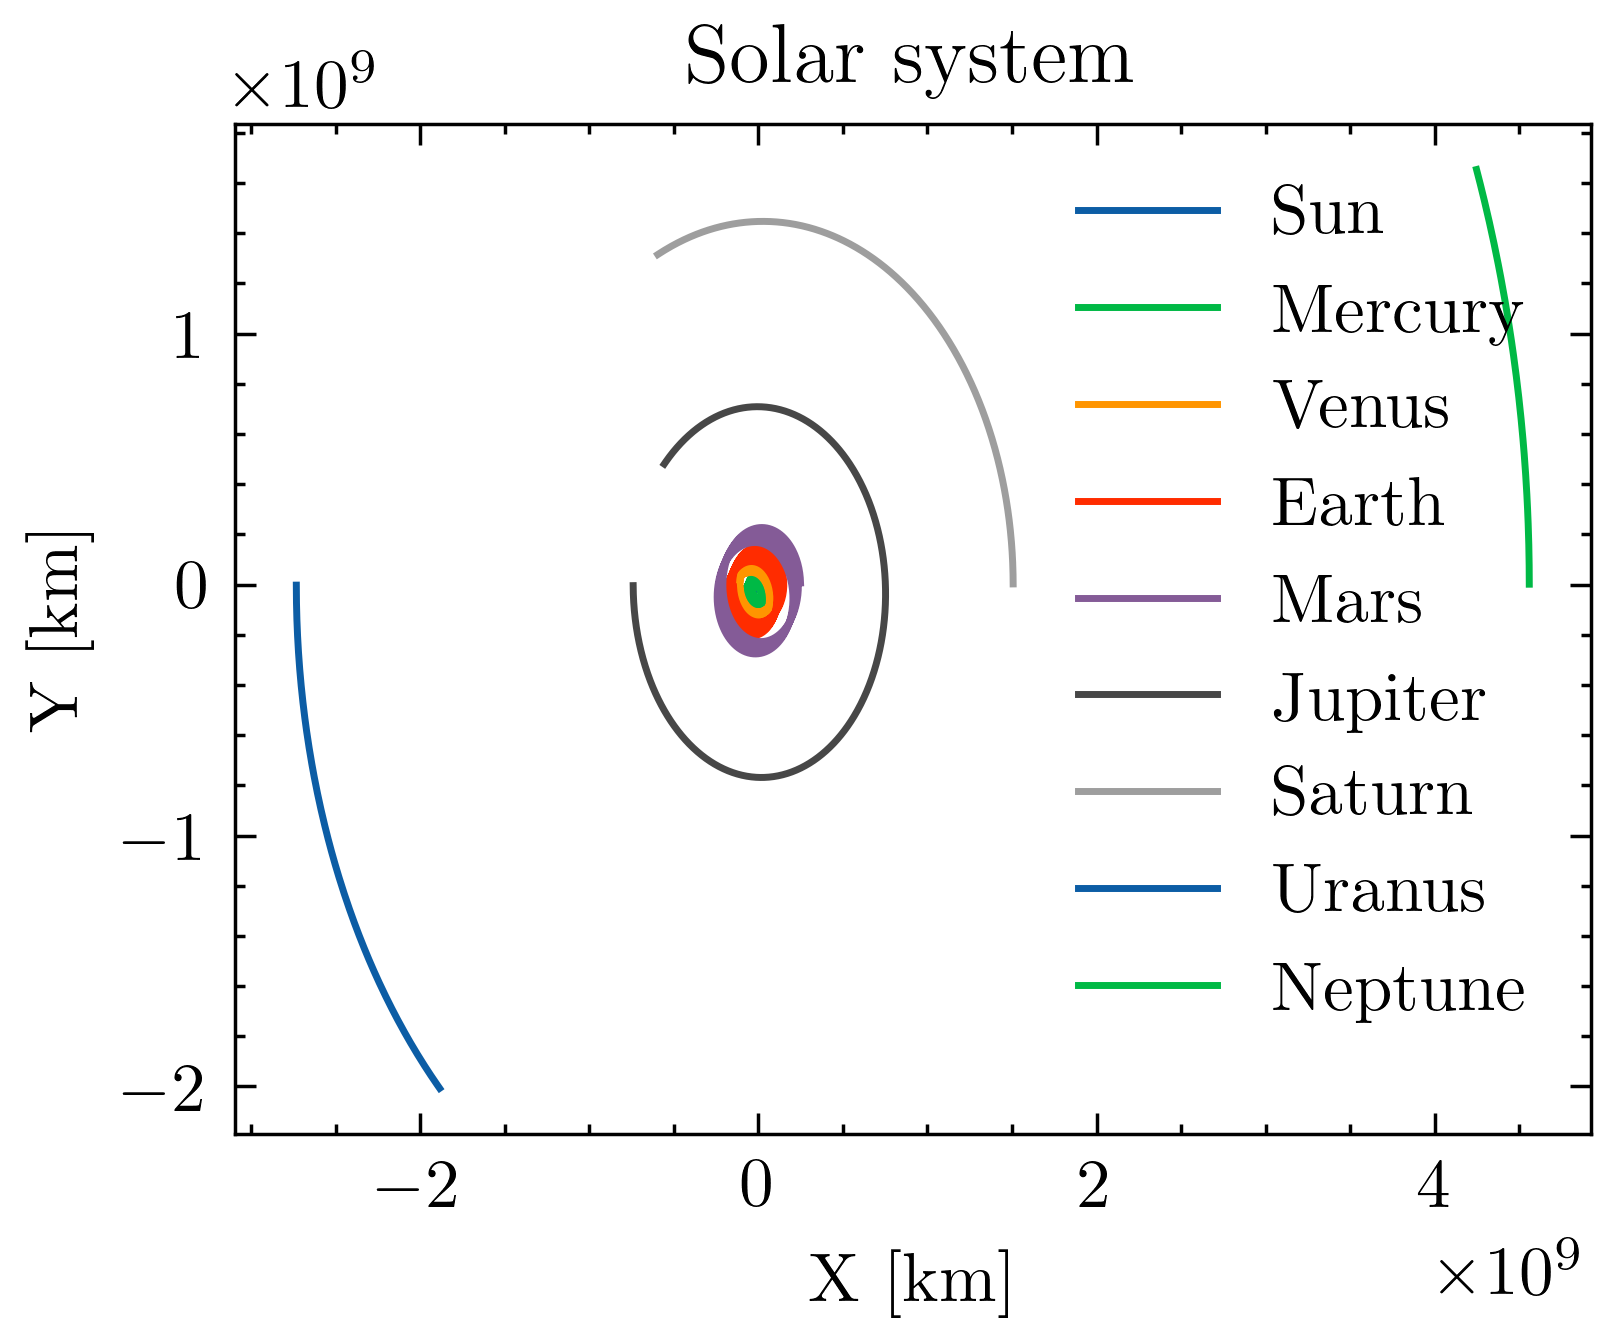 Solar system
×10⁹
Sun
Mercury
Venus
Earth
Mars
Jupiter
Saturn
Uranus
Neptune
1
0
−1
−2
Y [km]
−2 0 2 4
X [km]
×10⁹